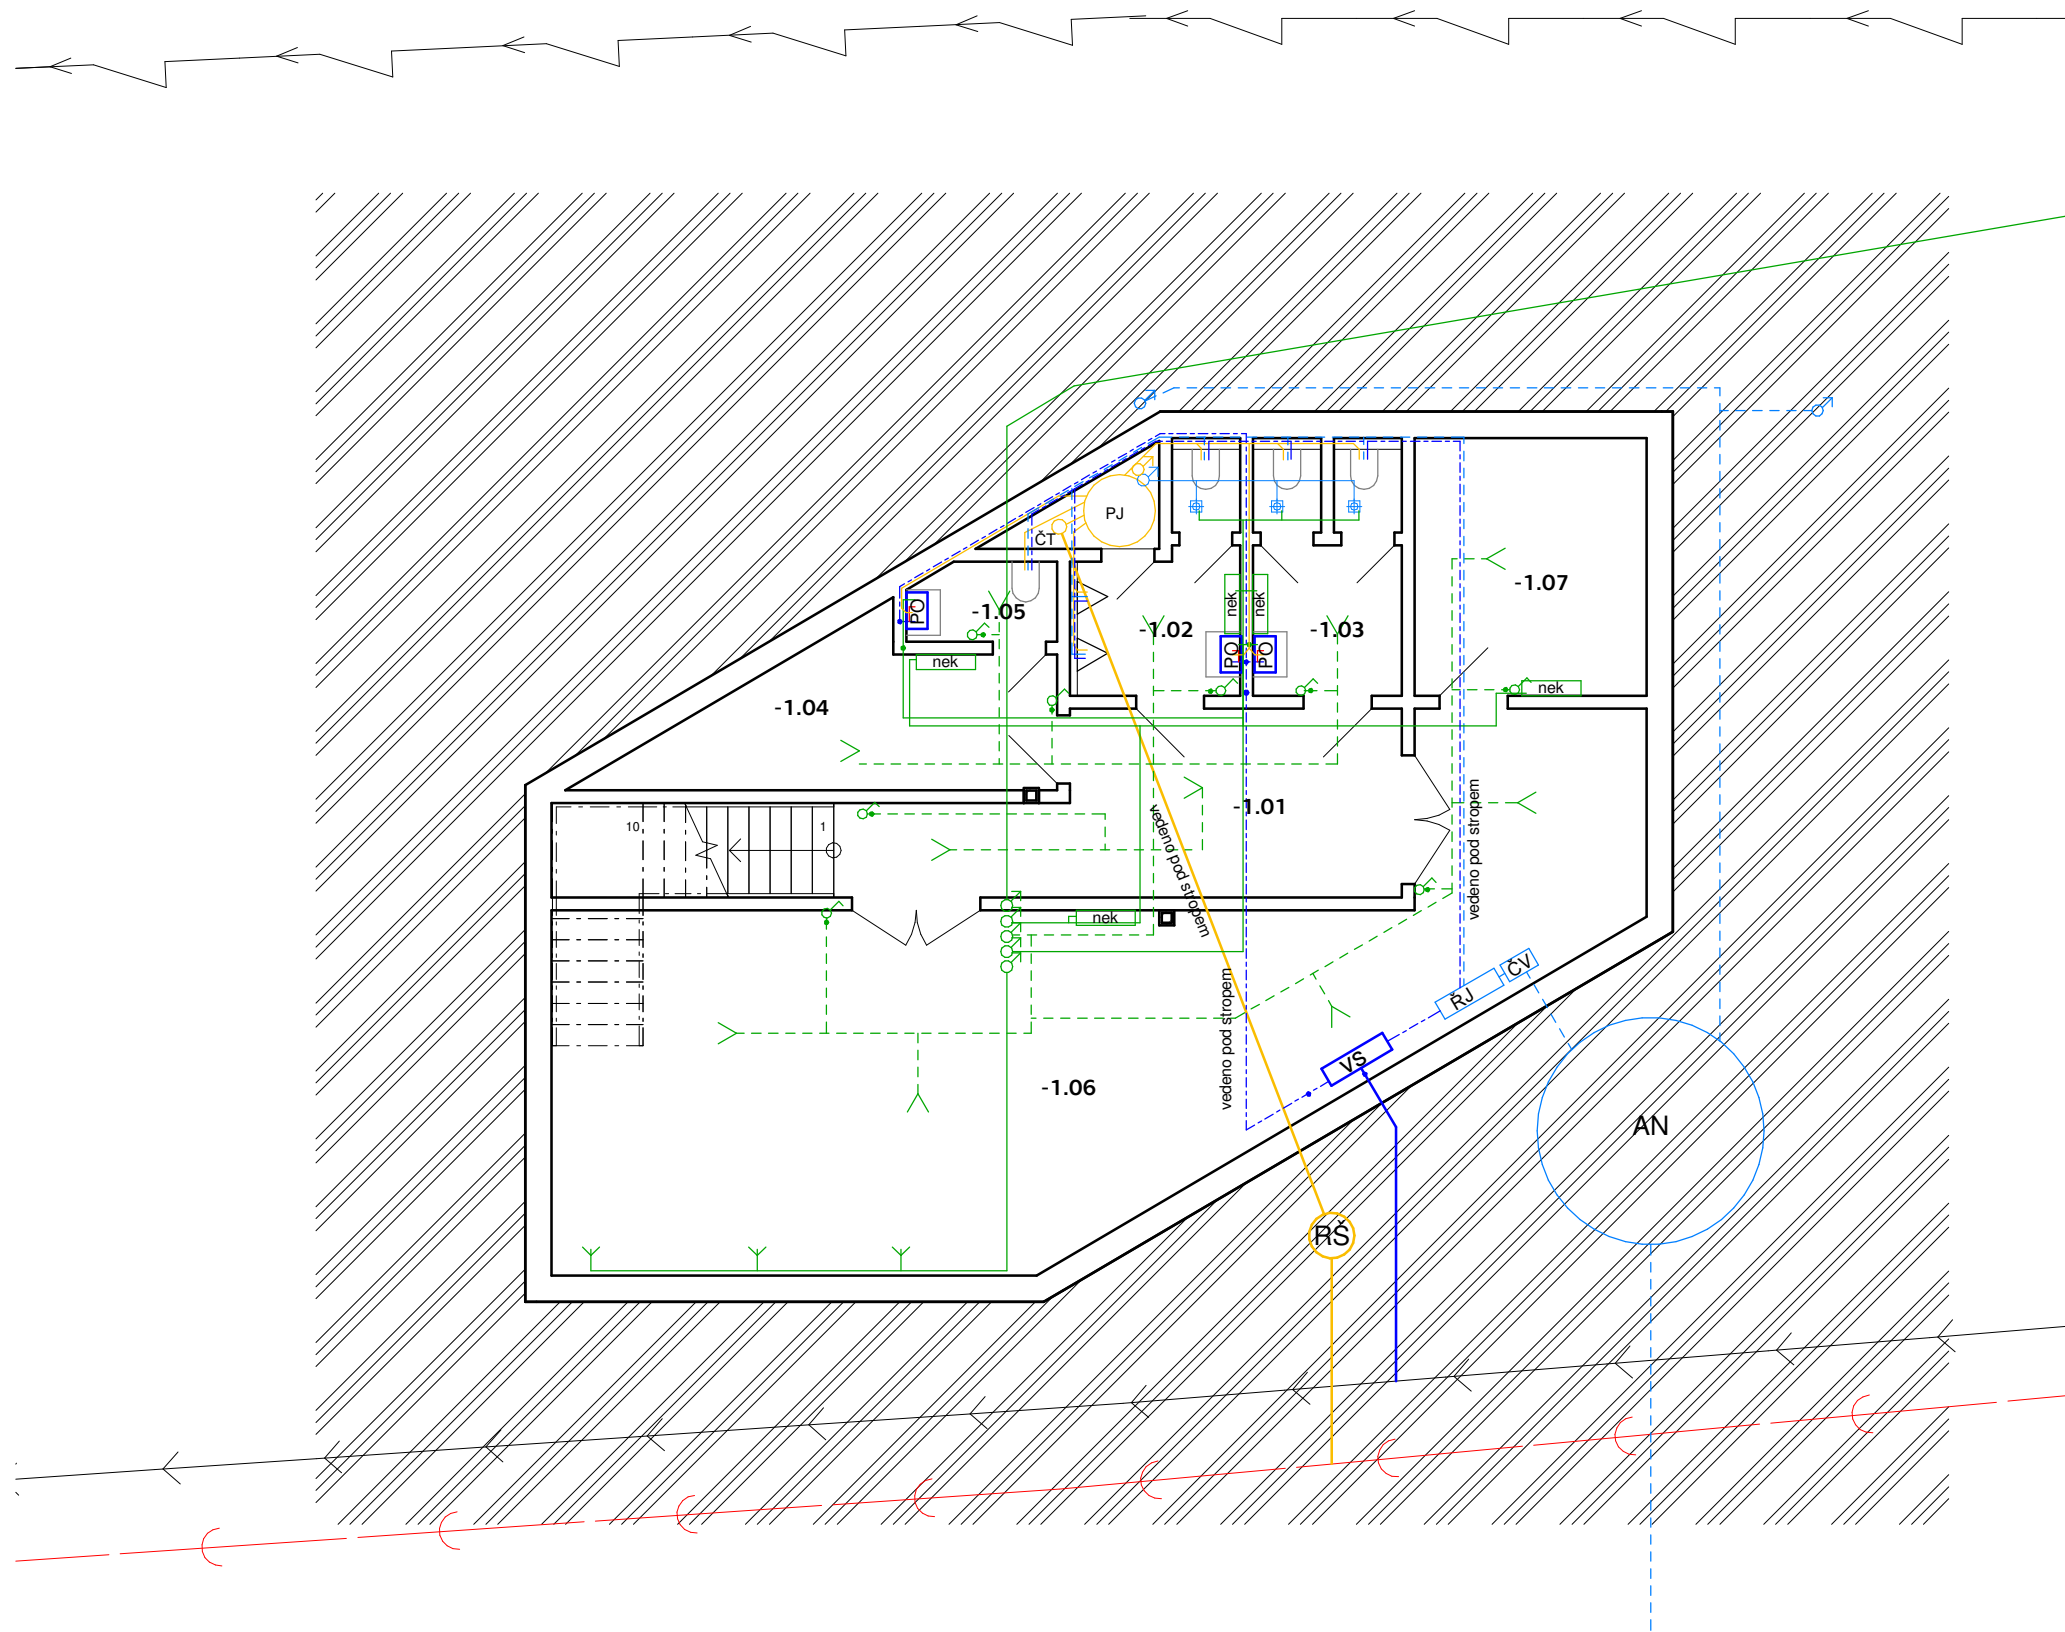 PJ
ČT
-1.07
nek
nek
PO
-1.05
-1.02
-1.03
PO
PO
nek
nek
-1.04
-1.01
vedeno pod stropem
vedeno pod stropem
10
1
nek
vedeno pod stropem
ČV
ŘJ
VS
-1.06
AN
RŠ